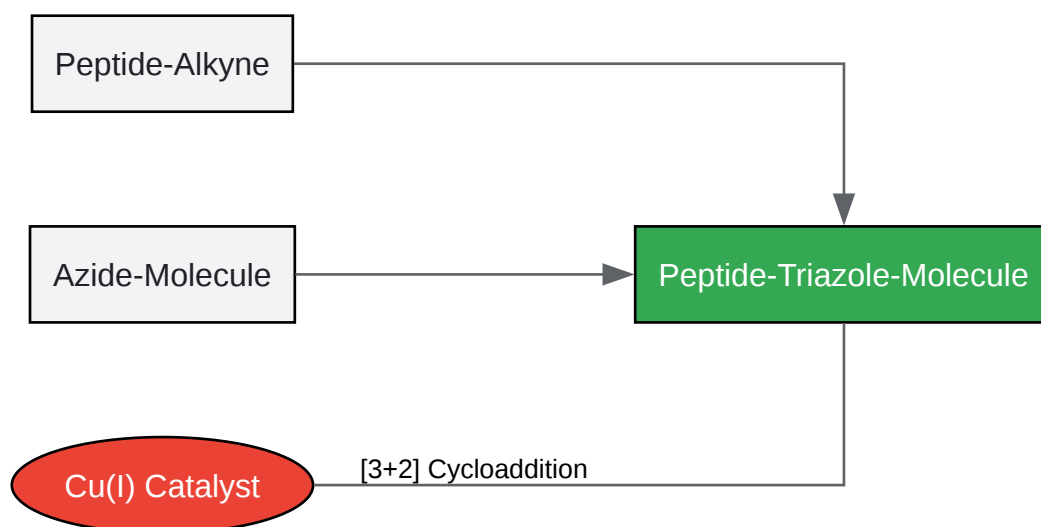 Peptide-Alkyne
Azide-Molecule
Peptide-Triazole-Molecule
[3+2] Cycloaddition
Cu(I) Catalyst